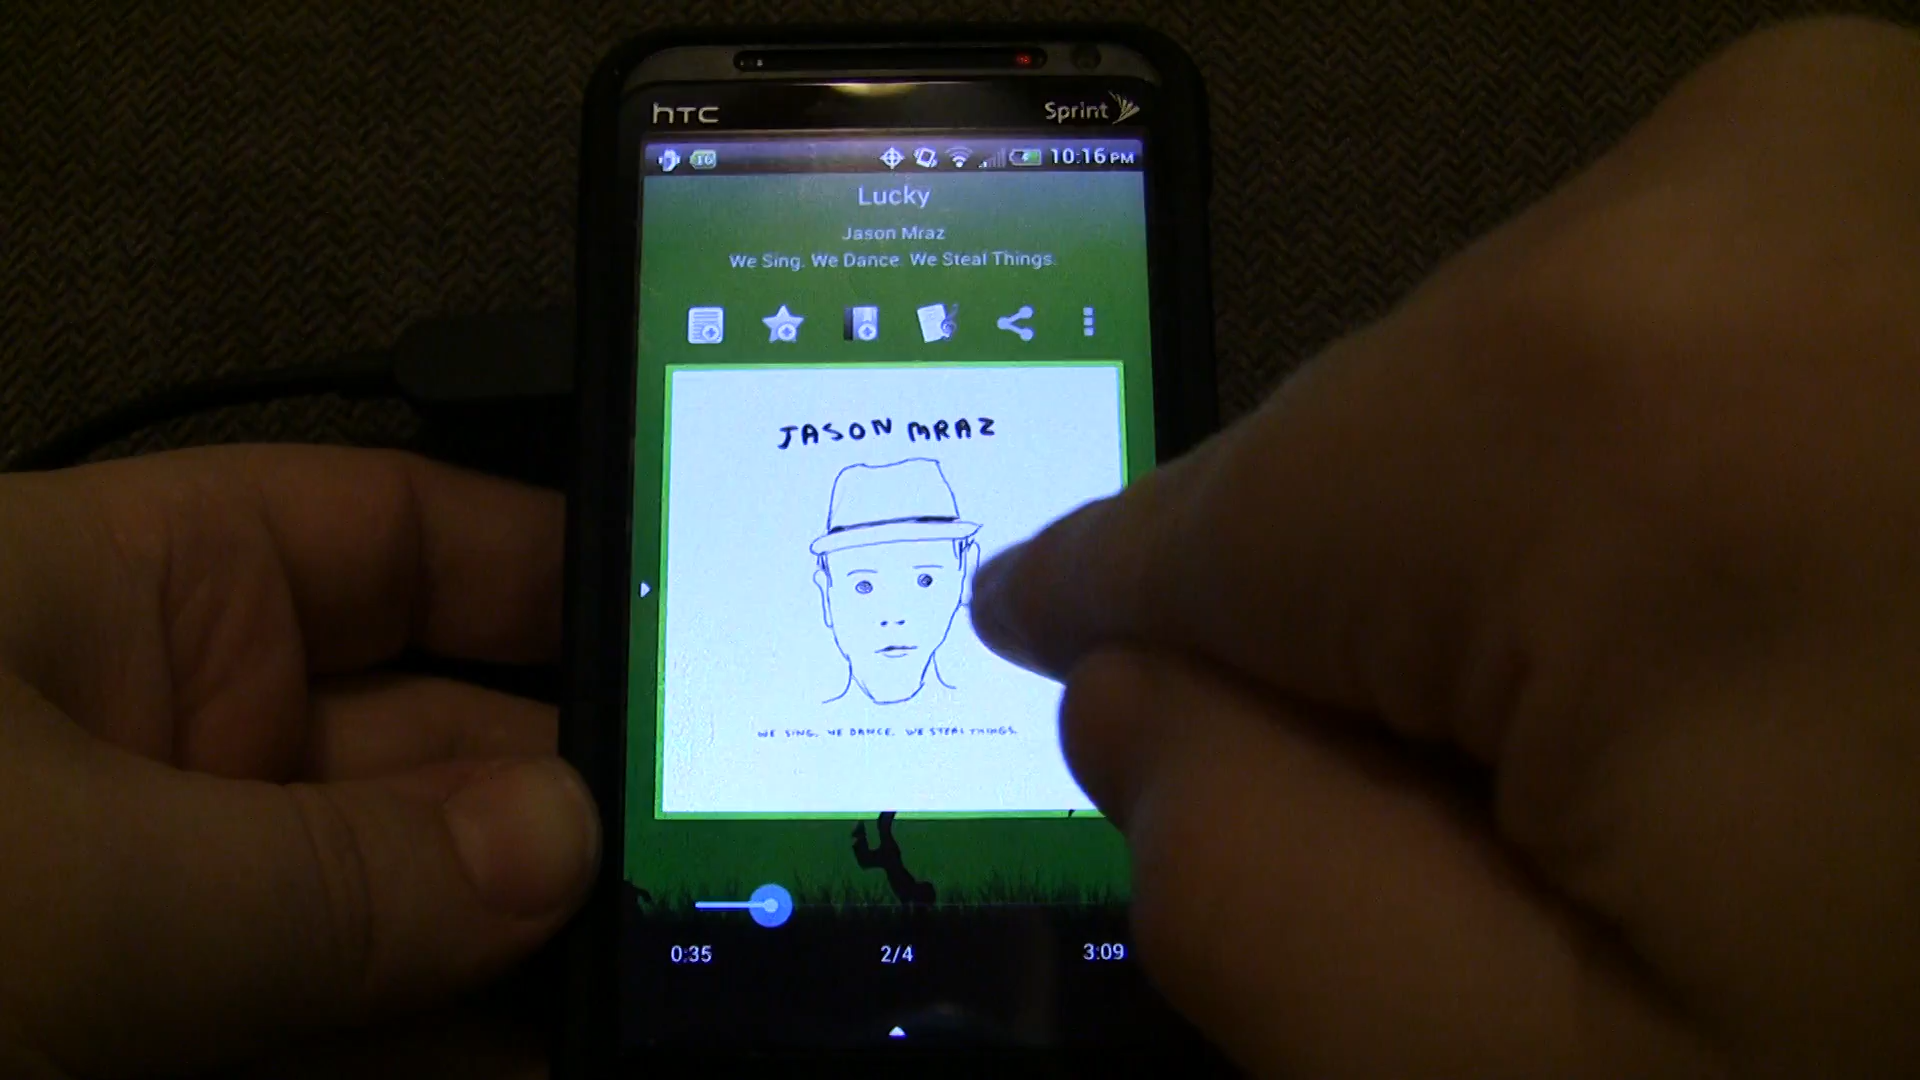 hTC
Sprint
16
10:16 PM
Lucky
Jason Mraz
We Sing. We Dance. We Steal Things.
JASON MRAZ
WE SING. WE DANCE. WE STEAL THINGS.
0:35
2/4
3:09